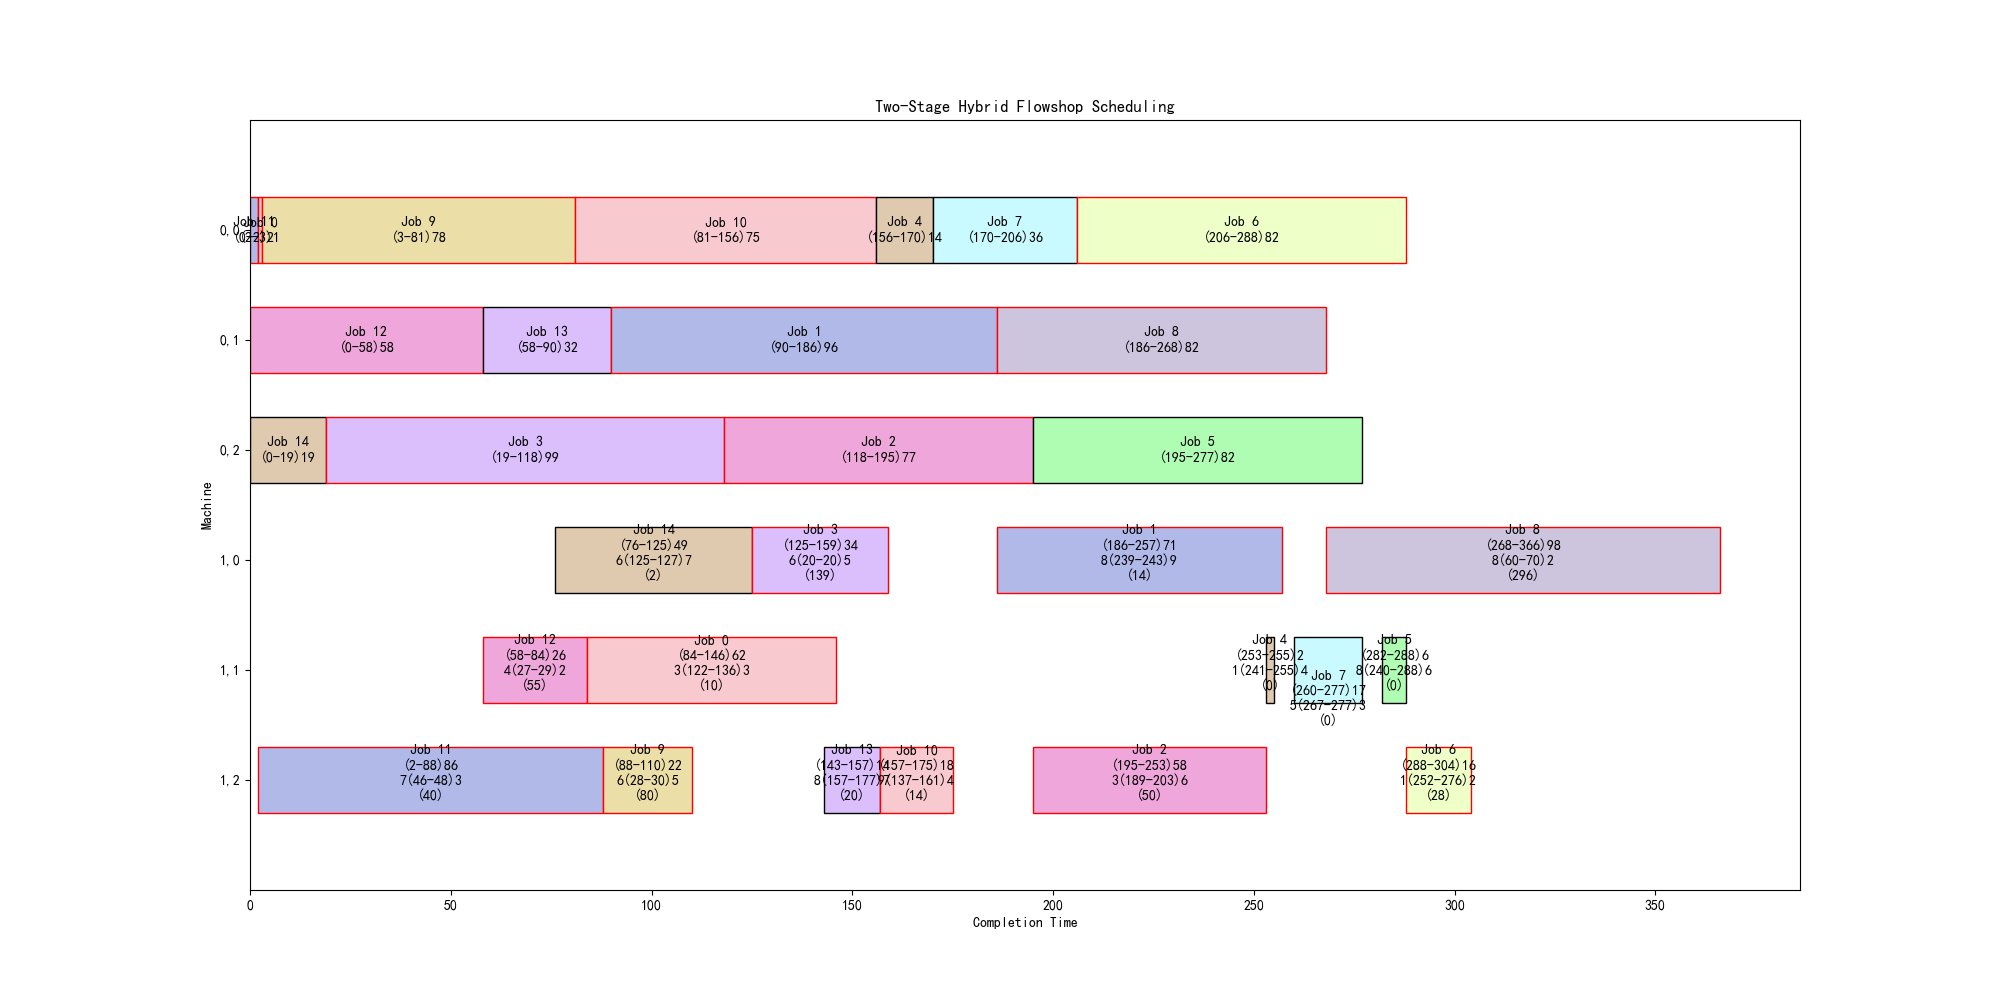 Two-Stage Hybrid Flowshop Scheduling
0,0
Job 9
(3-81)78
Job 10
(81-156)75
Job 4
(156-170)14
Job 7
(170-206)36
Job 6
(206-288)82
0,1
Job 12
(0-58)58
Job 13
(58-90)32
Job 1
(90-186)96
Job 8
(186-268)82
0,2
Job 14
(0-19)19
Job 3
(19-118)99
Job 2
(118-195)77
Job 5
(195-277)82
Machine
1,0
Job 14
(76-125)49
6(125-127)7
(2)
Job 3
(125-159)34
6(20-20)5
(139)
Job 1
(186-257)71
8(239-243)9
(14)
Job 8
(268-366)98
8(60-70)2
(296)
1,1
Job 12
(58-84)26
4(27-29)2
(55)
Job 0
(84-146)62
3(122-136)3
(10)
Job 4
(253-255)2
1(241-255)4
(0)
Job 7
(260-277)17
5(267-277)3
(0)
Job 5
(282-288)6
8(240-288)6
(0)
1,2
Job 11
(2-88)86
7(46-48)3
(40)
Job 9
(88-110)22
6(28-30)5
(80)
Job 13
(143-157)14
8(157-177)
(20)
Job 10
(157-175)18
(137-161)4
(14)
Job 2
(195-253)58
3(189-203)6
(50)
Job 6
(288-304)16
1(252-276)2
(28)
0 50 100 150 200 250 300 350
Completion Time